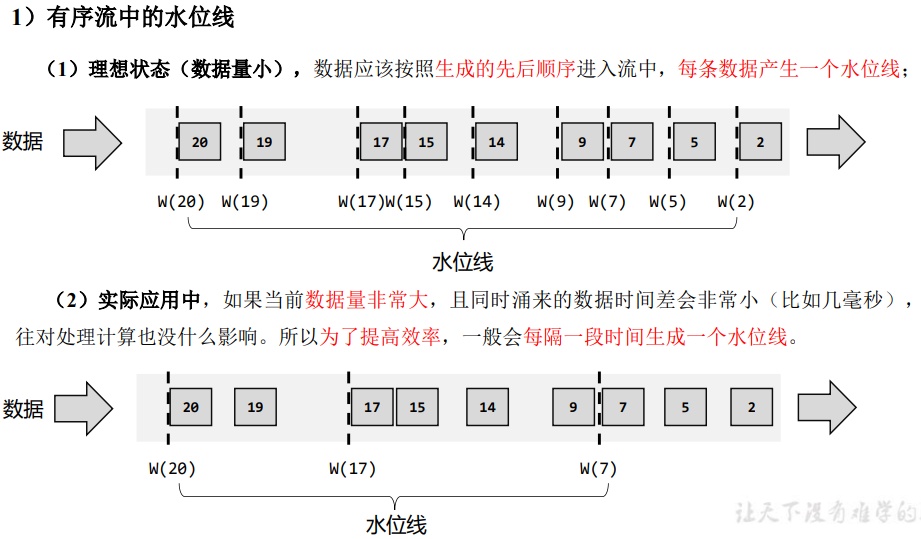 1）有序流中的水位线
（1）理想状态（数据量小），数据应该按照生成的先后顺序进入流中，每条数据产生一个水位线；
数据
20 19 17 15 14 9 7 5 2
W(20) W(19) W(17)W(15) W(14) W(9) W(7) W(5) W(2)
水位线
（2）实际应用中，如果当前数据量非常大，且同时涌来的数据时间差会非常小（比如几毫秒），
往对处理计算也没什么影响。所以为了提高效率，一般会每隔一段时间生成一个水位线。
数据
20 19 17 15 14 9 7 5 2
W(20) W(17) W(7)
水位线
让天下没有难学的